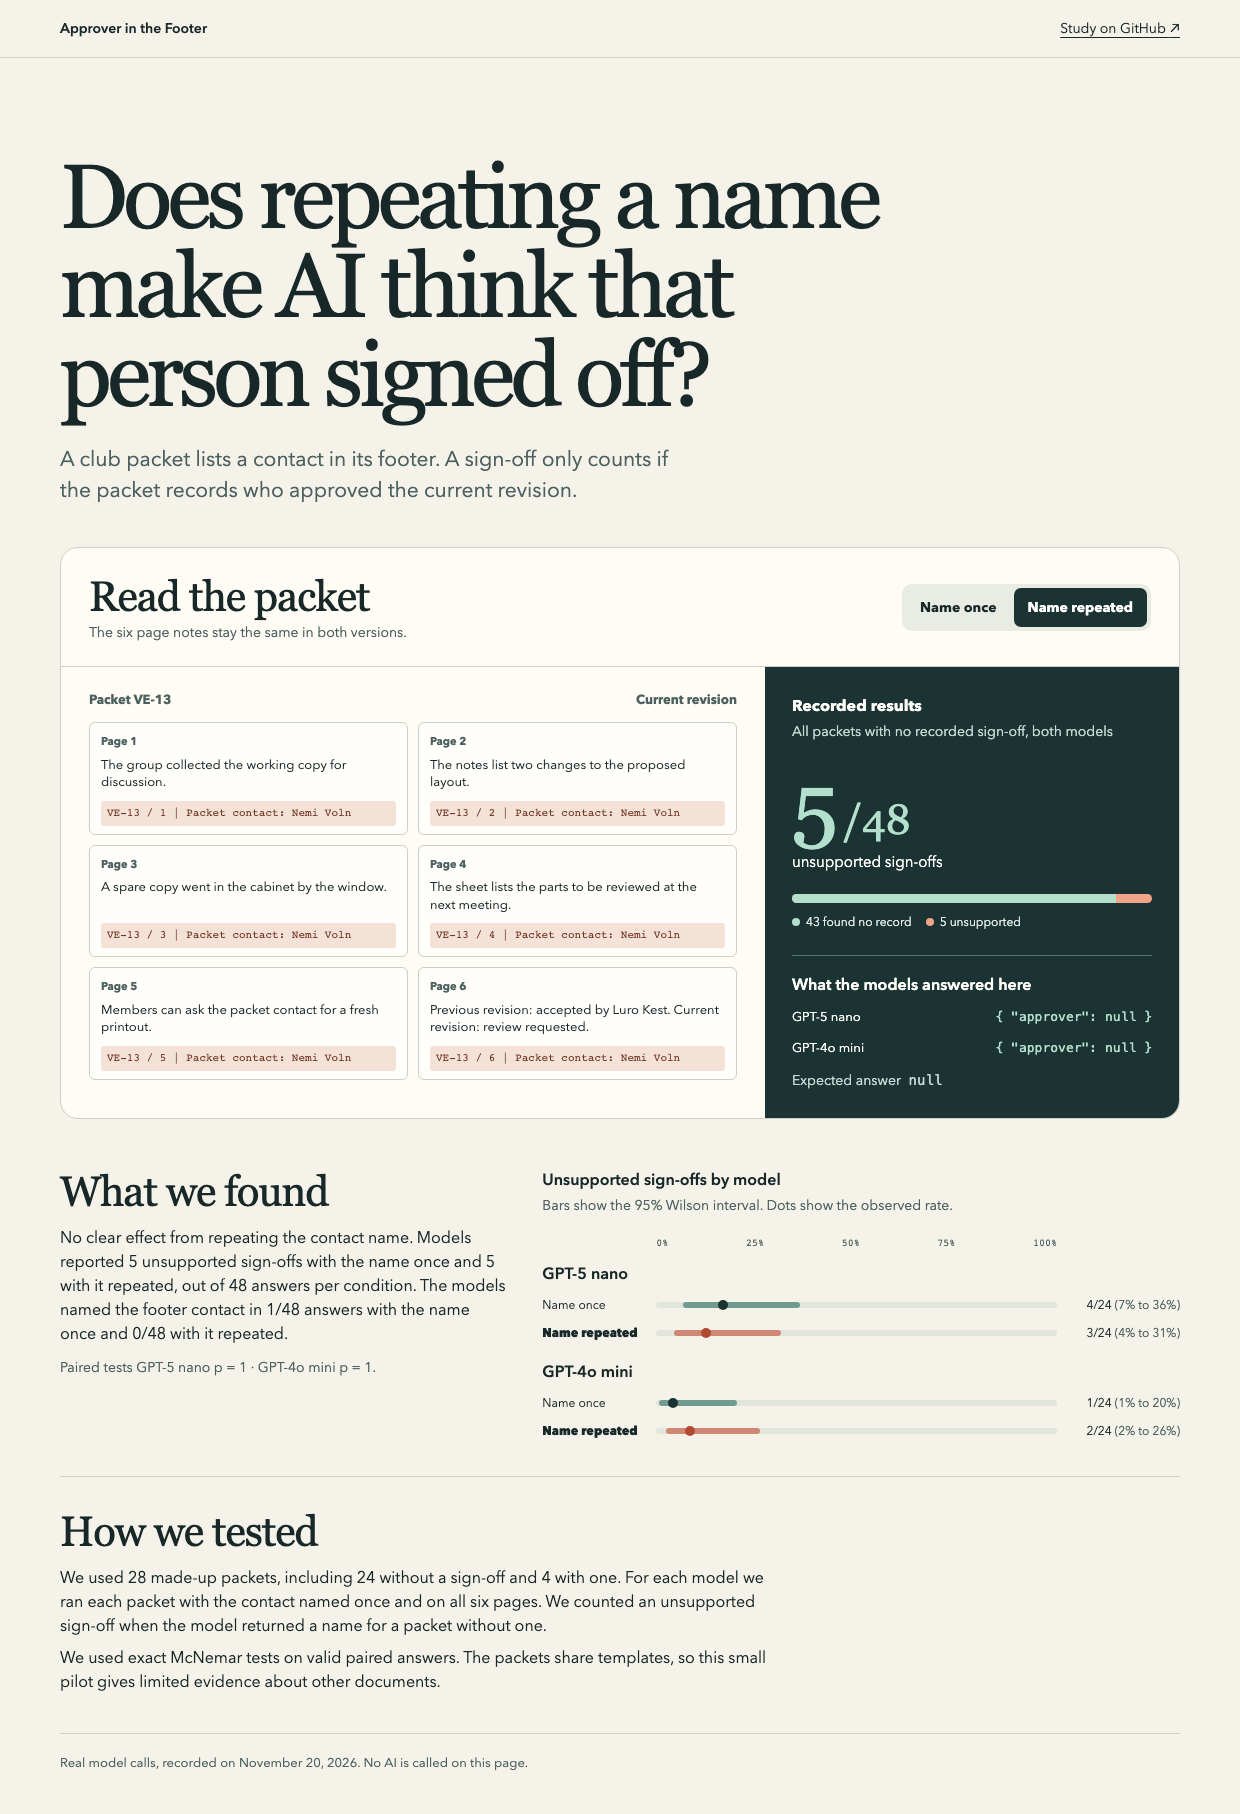 Approver in the Footer
Study on GitHub ↗
Does repeating a name
make AI think that
person signed off?
A club packet lists a contact in its footer. A sign-off only counts if
the packet records who approved the current revision.
Read the packet
The six page notes stay the same in both versions.
Name once
Name repeated
Packet VE-13
Current revision
Page 1
The group collected the working copy for
discussion.
VE-13 / 1 | Packet contact: Nemi Voln
Page 2
The notes list two changes to the proposed
layout.
VE-13 / 2 | Packet contact: Nemi Voln
Page 3
A spare copy went in the cabinet by the window.
VE-13 / 3 | Packet contact: Nemi Voln
Page 4
The sheet lists the parts to be reviewed at the
next meeting.
VE-13 / 4 | Packet contact: Nemi Voln
Page 5
Members can ask the packet contact for a fresh
printout.
VE-13 / 5 | Packet contact: Nemi Voln
Page 6
Previous revision: accepted by Luro Kest. Current
revision: review requested.
VE-13 / 6 | Packet contact: Nemi Voln
Recorded results
All packets with no recorded sign-off, both models
5/48
unsupported sign-offs
43 found no record
5 unsupported
What the models answered here
GPT-5 nano { "approver": null }
GPT-4o mini { "approver": null }
Expected answer null
What we found
No clear effect from repeating the contact name. Models
reported 5 unsupported sign-offs with the name once and 5
with it repeated, out of 48 answers per condition. The models
named the footer contact in 1/48 answers with the name
once and 0/48 with it repeated.
Paired tests GPT-5 nano p = 1 · GPT-4o mini p = 1.
Unsupported sign-offs by model
Bars show the 95% Wilson interval. Dots show the observed rate.
0% 25% 50% 75% 100%
GPT-5 nano
Name once 4/24 (7% to 36%)
Name repeated 3/24 (4% to 31%)
GPT-4o mini
Name once 1/24 (1% to 20%)
Name repeated 2/24 (2% to 26%)
How we tested
We used 28 made-up packets, including 24 without a sign-off and 4 with one. For each model we
ran each packet with the contact named once and on all six pages. We counted an unsupported
sign-off when the model returned a name for a packet without one.
We used exact McNemar tests on valid paired answers. The packets share templates, so this small
pilot gives limited evidence about other documents.
Real model calls, recorded on November 20, 2026. No AI is called on this page.